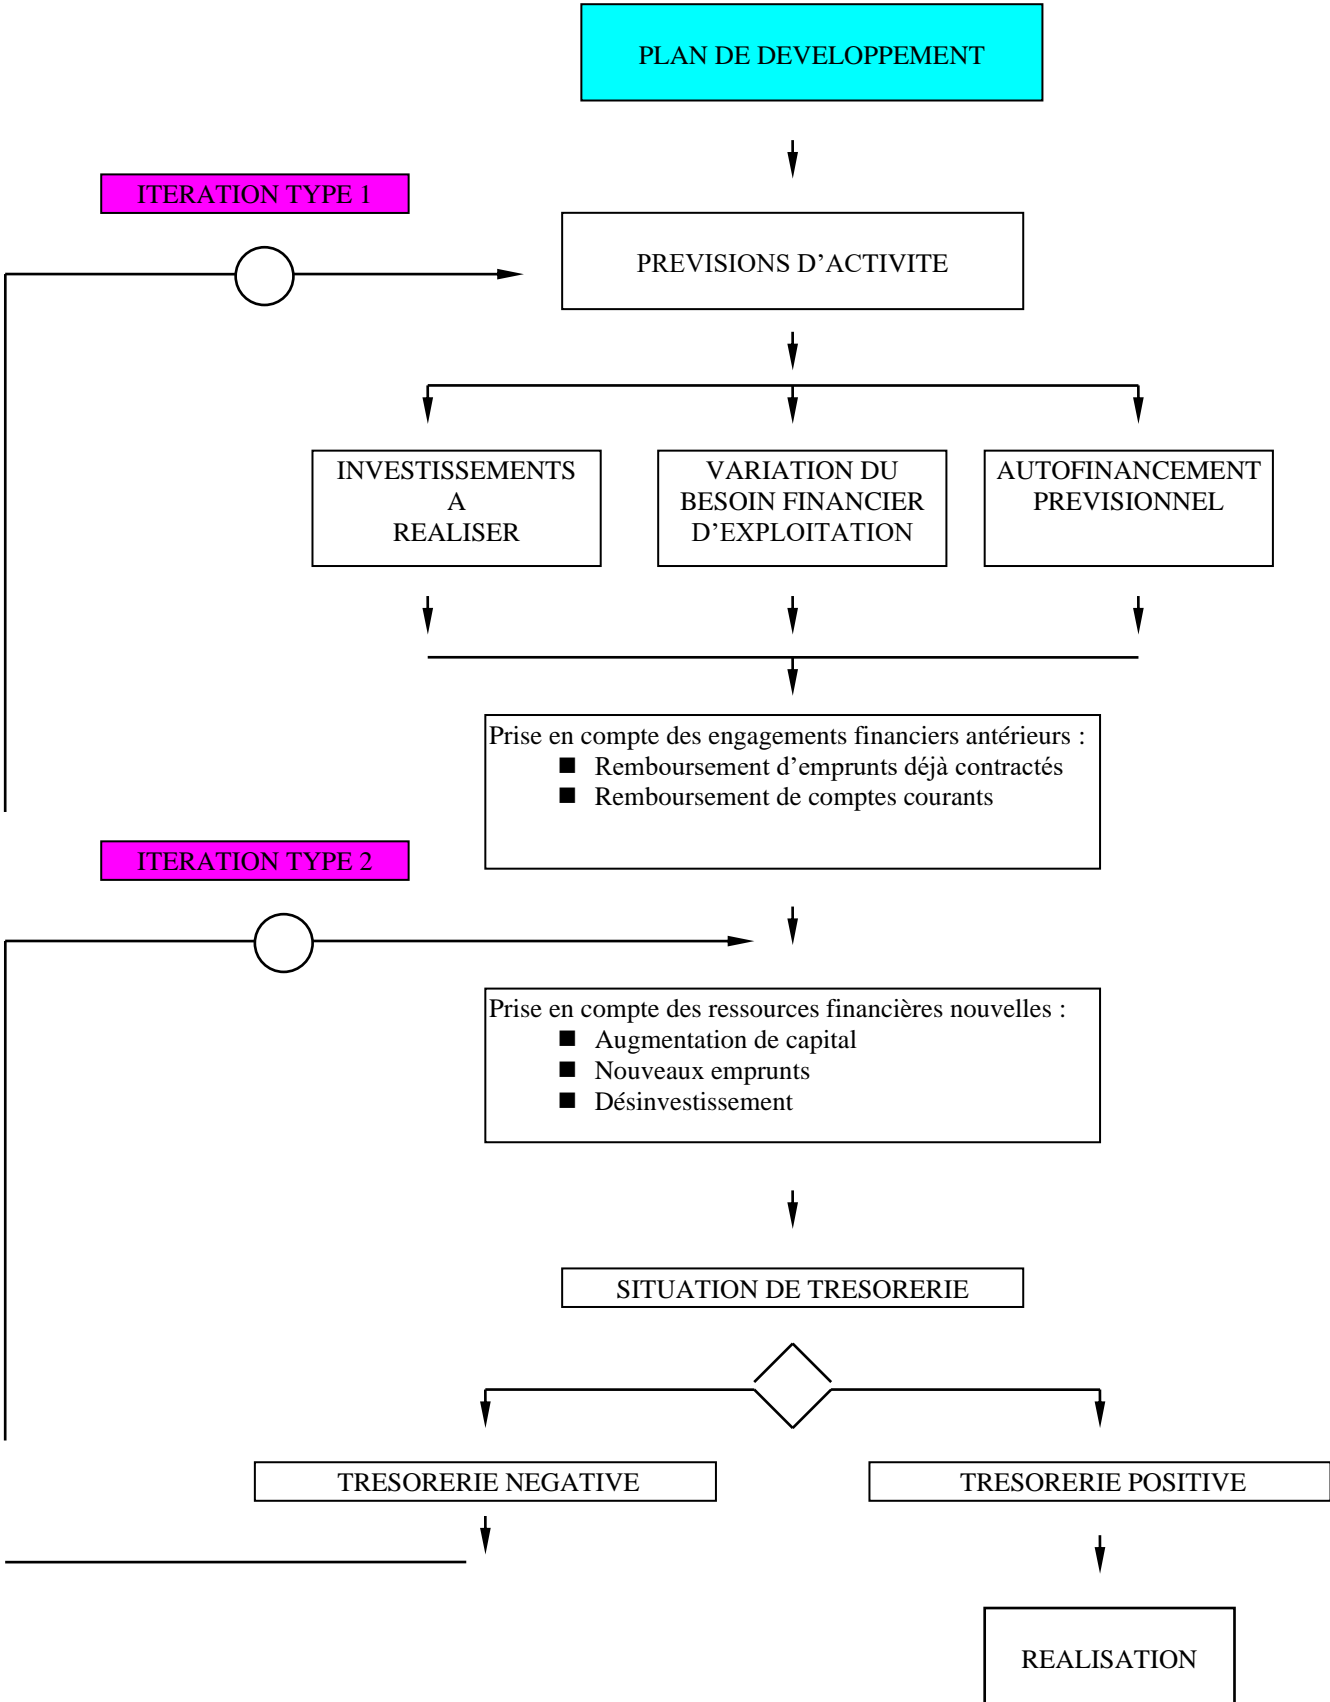 PLAN DE DEVELOPPEMENT
ITERATION TYPE 1
PREVISIONS D’ACTIVITE
INVESTISSEMENTS
A
REALISER
VARIATION DU
BESOIN FINANCIER
D’EXPLOITATION
AUTOFINANCEMENT
PREVISIONNEL
Prise en compte des engagements financiers antérieurs :
■ Remboursement d’emprunts déjà contractés
■ Remboursement de comptes courants
ITERATION TYPE 2
Prise en compte des ressources financières nouvelles :
■ Augmentation de capital
■ Nouveaux emprunts
■ Désinvestissement
SITUATION DE TRESORERIE
TRESORERIE NEGATIVE
TRESORERIE POSITIVE
REALISATION